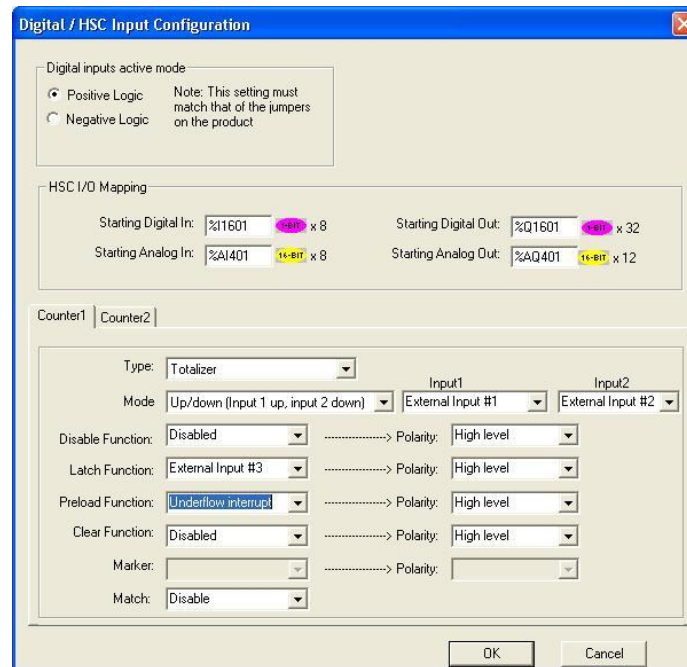 Digital / HSC Input Configuration
Digital inputs active mode
Positive Logic
Negative Logic
Note: This setting must
match that of the jumpers
on the product
HSC I/O Mapping
Starting Digital In: %I1601 1-BIT x 8
Starting Digital Out: %Q1601 1-BIT x 32
Starting Analog In: %AI401 16-BIT x 8
Starting Analog Out: %AQ401 16-BIT x 12
Counter1 Counter2
Type: Totalizer
Input1 Input2
Mode Up/down (Input 1 up, input 2 down) External Input #1 External Input #2
Disable Function: Disabled ----------------> Polarity: High level
Latch Function: External Input #3 ----------------> Polarity: High level
Preload Function: Underflow interrupt ----------------> Polarity: High level
Clear Function: Disabled ----------------> Polarity: High level
Marker: ----------------> Polarity:
Match: Disable
OK Cancel